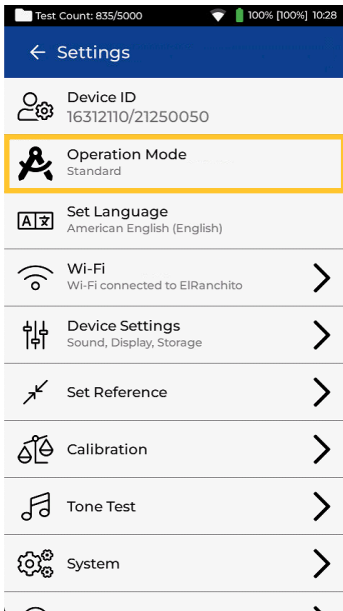 Test Count: 835/5000 100% [100%] 10:28
Settings
Device ID
16312110/21250050
Operation Mode
Standard
A
Set Language
American English (English)
Wi-Fi
Wi-Fi connected to ElRanchito
Device Settings
Sound, Display, Storage
Set Reference
Calibration
Tone Test
System